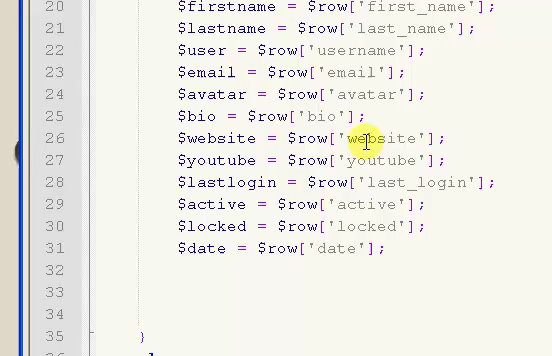 20 $firstname = $row['first_name'];
21 $lastname = $row['last_name'];
22 $user = $row['username'];
23 $email = $row['email'];
24 $avatar = $row['avatar'];
25 $bio = $row['bio'];
26 $website = $row['website'];
27 $youtube = $row['youtube'];
28 $lastlogin = $row['last_login'];
29 $active = $row['active'];
30 $locked = $row['locked'];
31 $date = $row['date'];
32
33
34
35 }